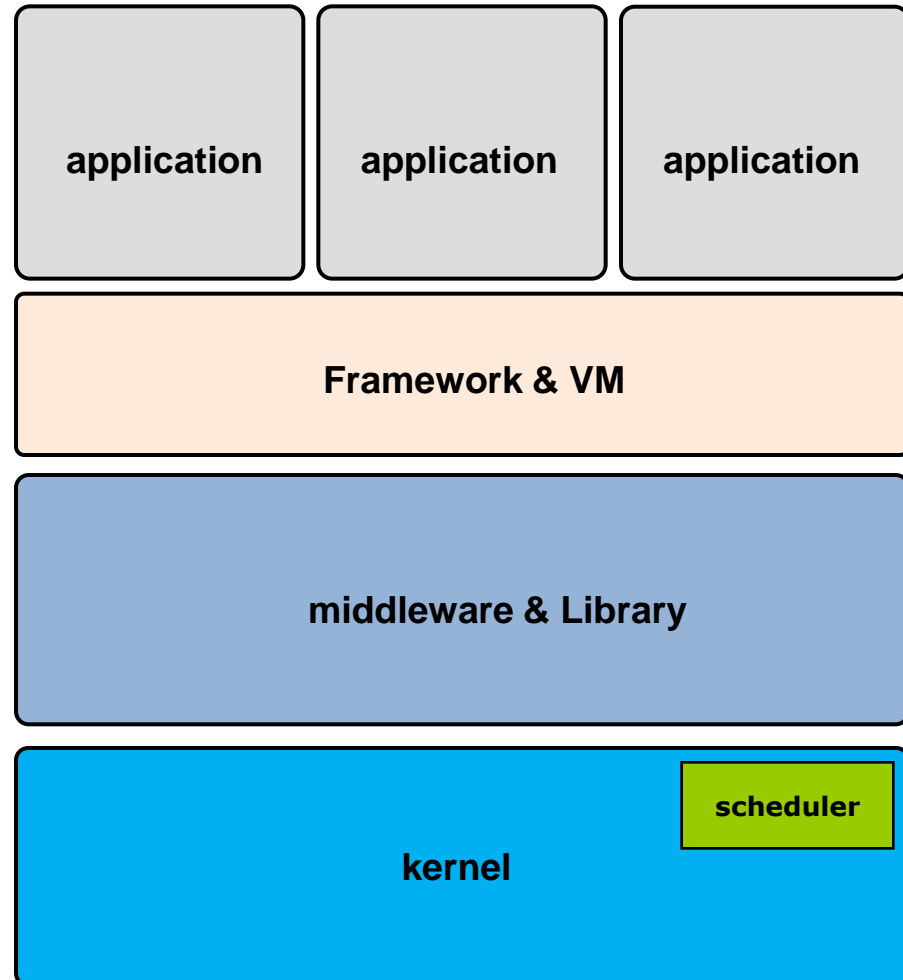 application
application
application
Framework & VM
middleware & Library
scheduler
kernel